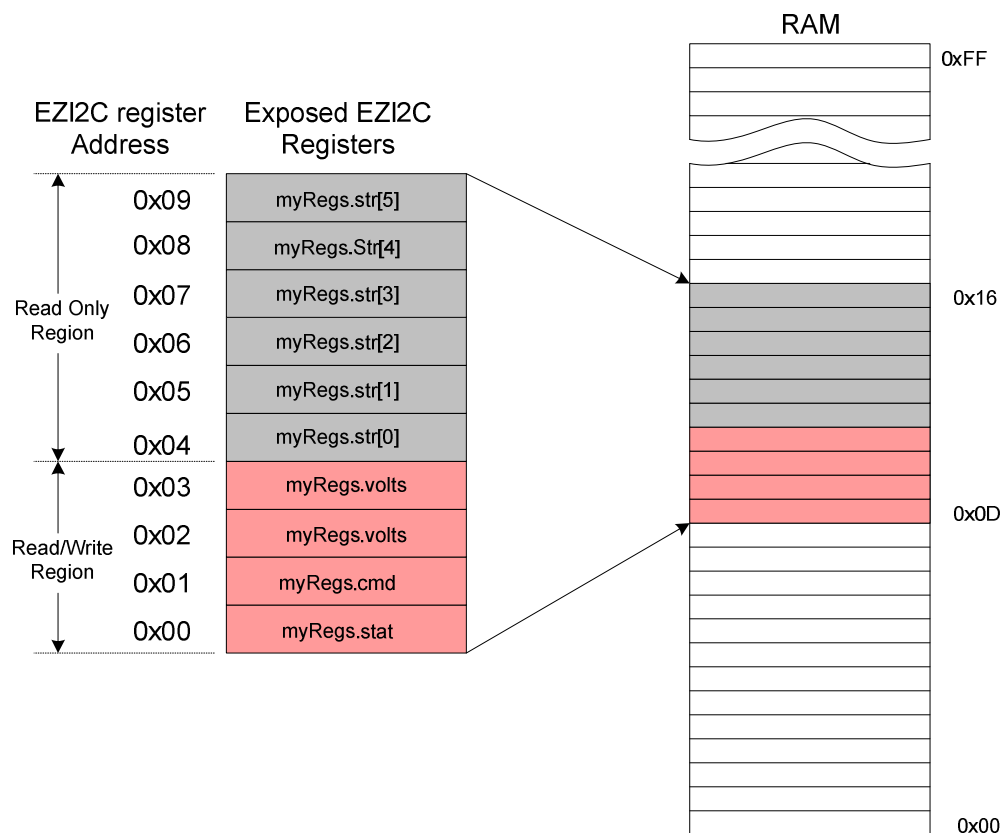 RAM
0xFF
EZI2C register
Address
Exposed EZI2C
Registers
0x09
myRegs.str[5]
0x08
myRegs.Str[4]
0x07
myRegs.str[3]
0x16
Read Only
Region
0x06
myRegs.str[2]
0x05
myRegs.str[1]
0x04
myRegs.str[0]
0x03
myRegs.volts
0x0D
0x02
myRegs.volts
Read/Write
Region
0x01
myRegs.cmd
0x00
myRegs.stat
0x00